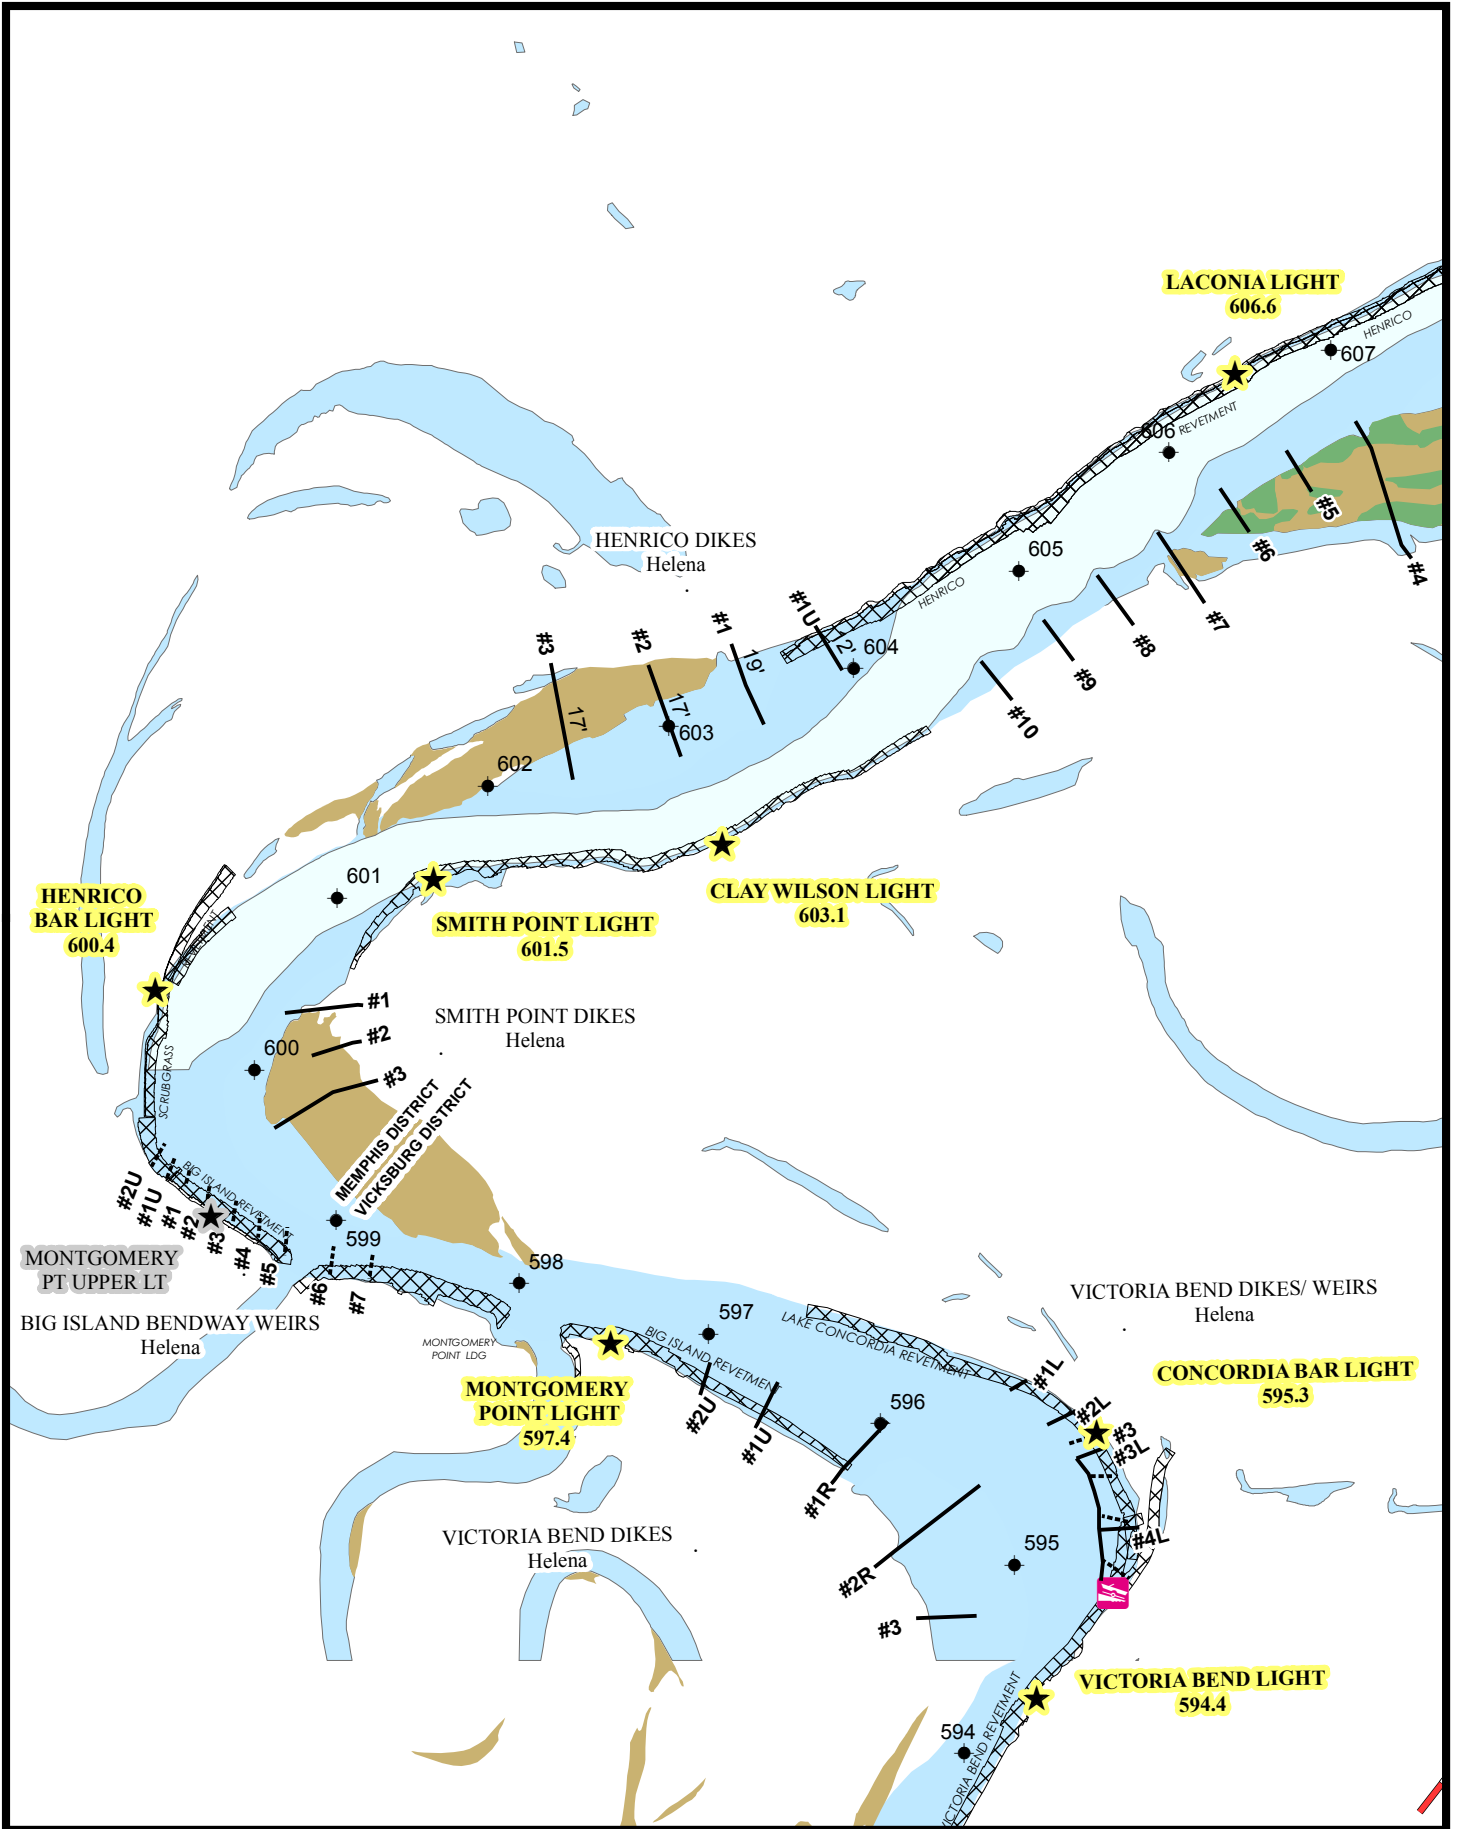 LACONIA LIGHT
606.6
HENRICO
607
REVETMENT
606
#5
#6
#4
HENRICO DIKES
Helena
605
HENRICO
#7
#8
#9
#10
#1U
12'
604
#1
19'
#2
17'
603
#3
17'
602
601
HENRICO
BAR LIGHT
600.4
SMITH POINT LIGHT
601.5
CLAY WILSON LIGHT
603.1
#1
#2
#3
SMITH POINT DIKES
Helena
600
SCRUBGRASS
MEMPHIS DISTRICT
VICKSBURG DISTRICT
BIG ISLAND REVETMENT
#2U
#1U
#1
#2
#3
#4
#5
#6
#7
599
598
MONTGOMERY
PT UPPER LT
BIG ISLAND BENDWAY WEIRS
Helena
MONTGOMERY
POINT LDG
MONTGOMERY
POINT LIGHT
597.4
597
BIG ISLAND REVETMENT
LAKE CONCORDIA REVETMENT
VICTORIA BEND DIKES/ WEIRS
Helena
CONCORDIA BAR LIGHT
595.3
#1L
#2L
#3
#3L
#4L
#2U
#1U
#1R
596
VICTORIA BEND DIKES
Helena
#2R
595
#3
VICTORIA BEND LIGHT
594.4
594
VICTORIA BEND REVETMENT